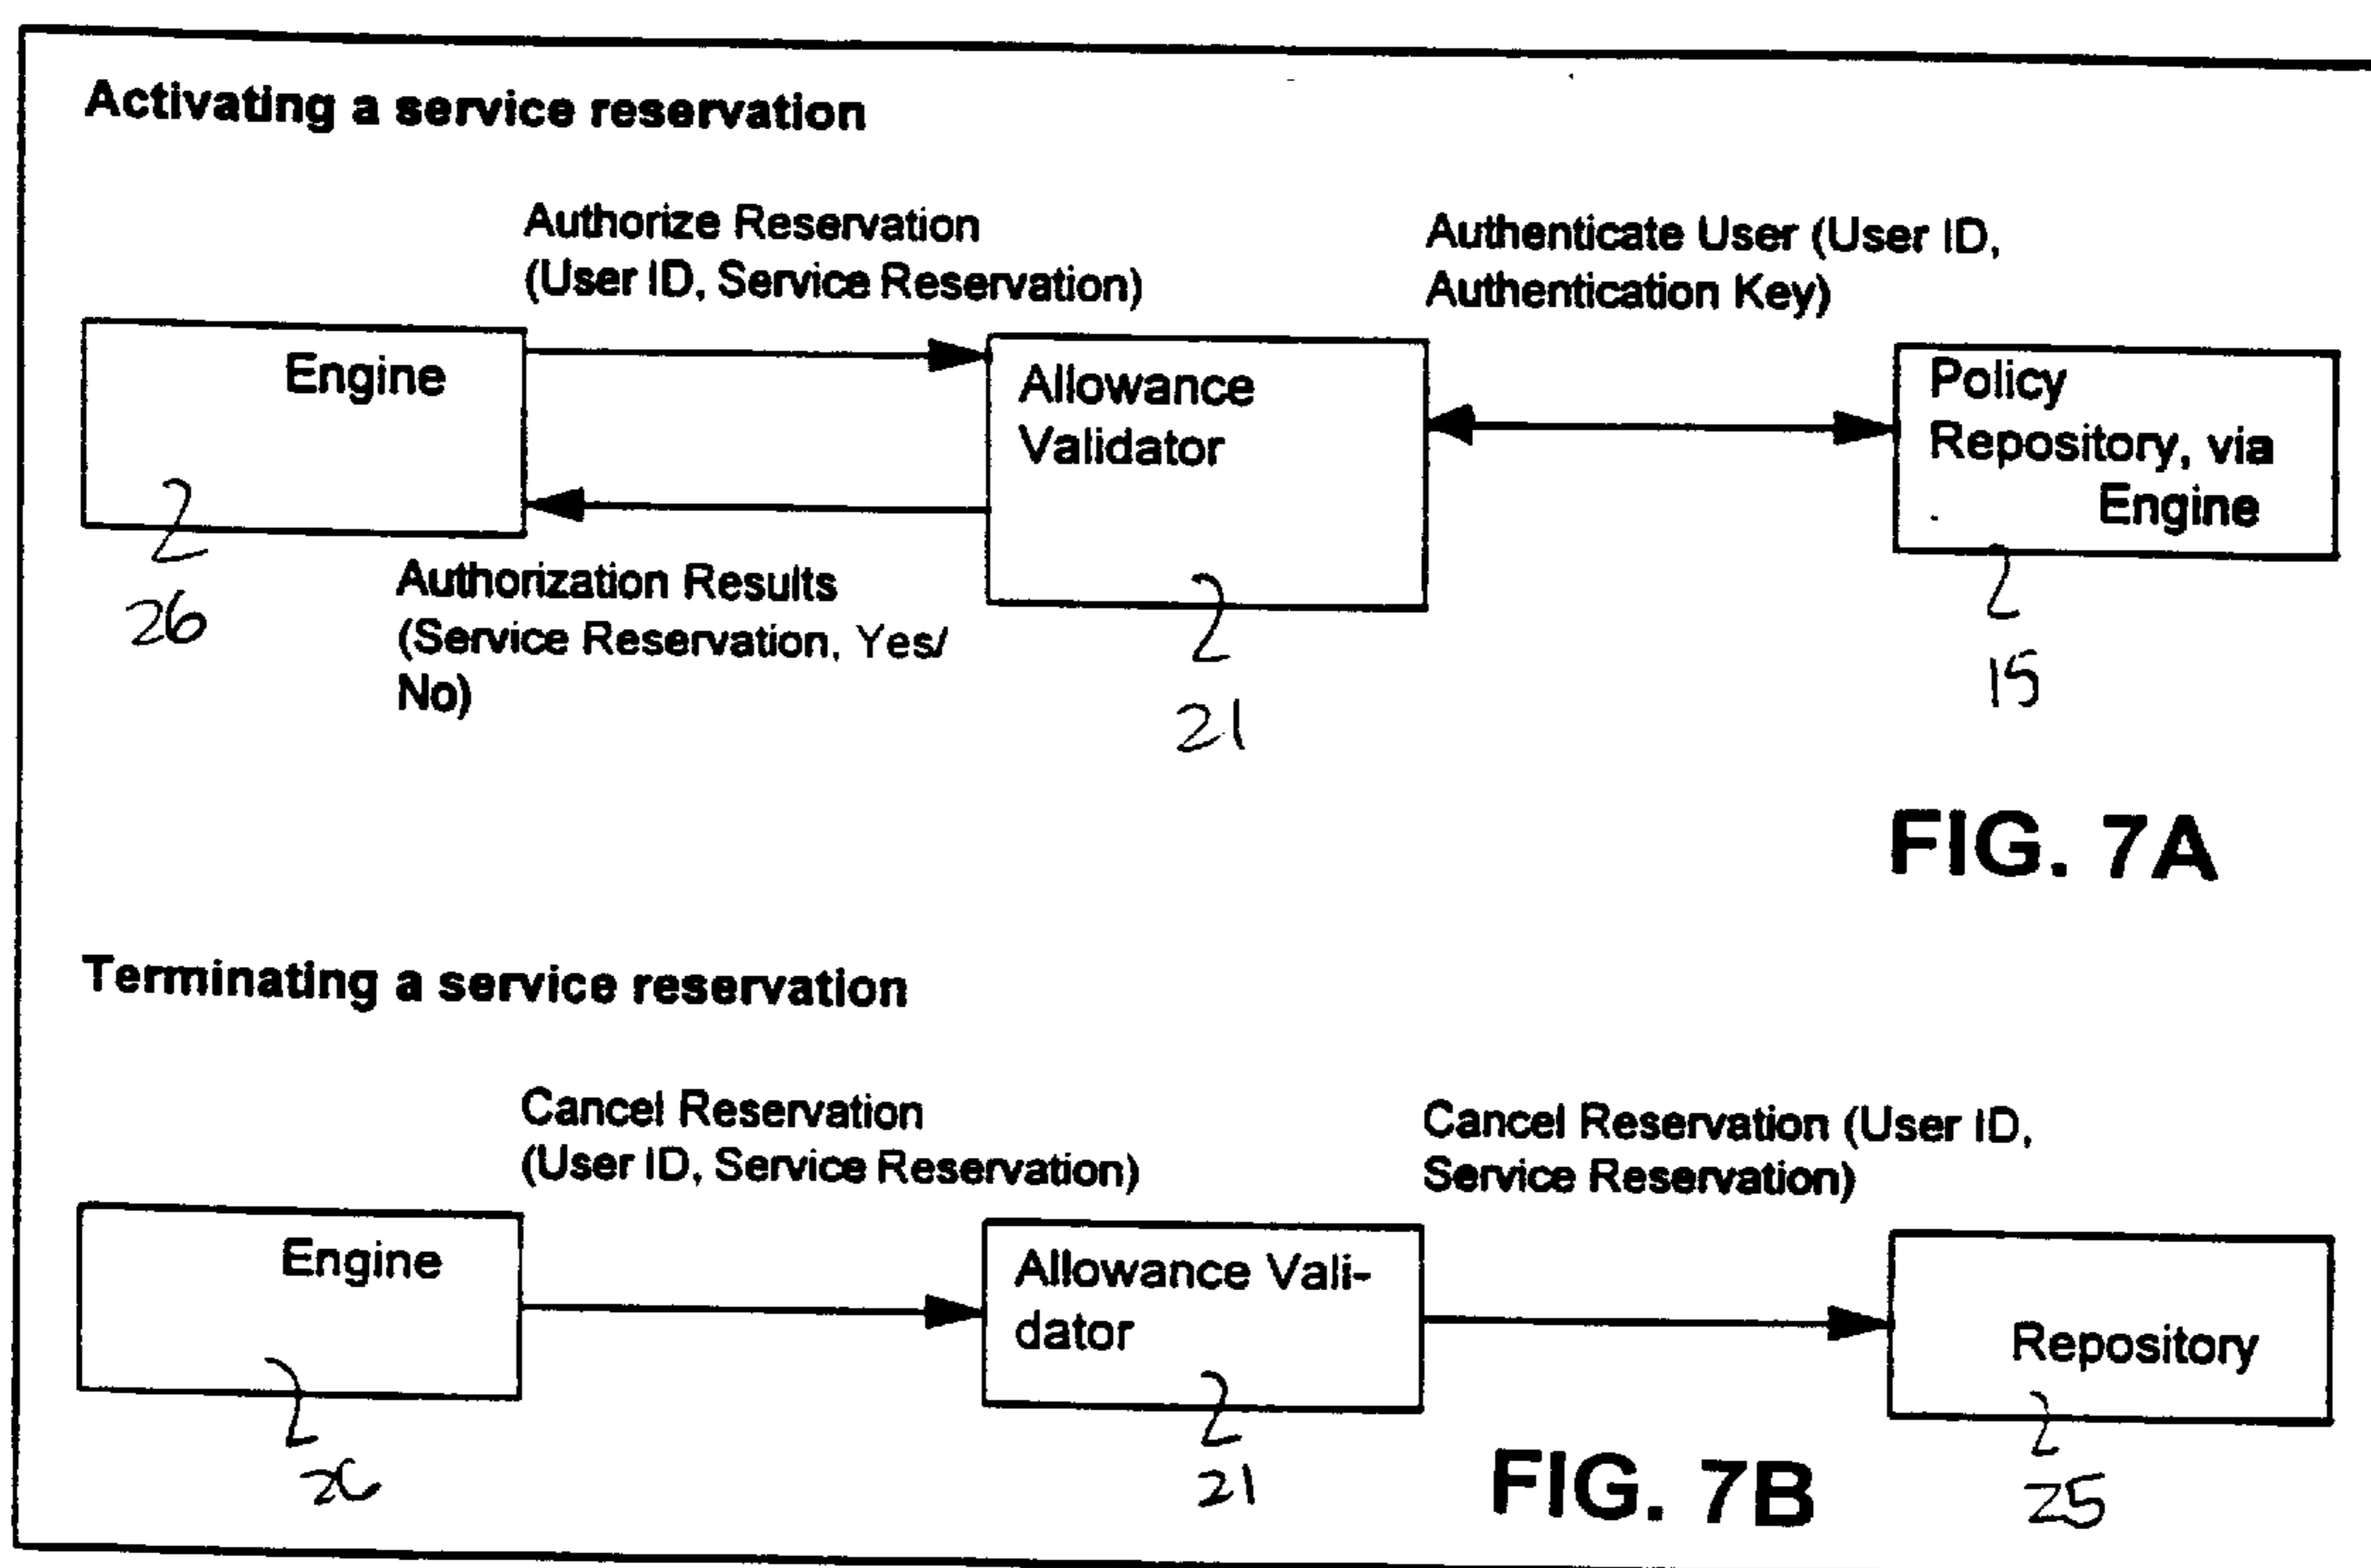 Activating a service reservation
Authorize Reservation
(User ID, Service Reservation)
Authenticate User (User ID,
Authentication Key)
Engine
Allowance
Validator
Policy
Repository, via
Engine
26
Authorization Results
(Service Reservation, Yes/
No)
21
15
FIG. 7A
Terminating a service reservation
Cancel Reservation
(User ID, Service Reservation)
Cancel Reservation (User ID,
Service Reservation)
Engine
Allowance Vali-
dator
Repository
26
21
FIG. 7B
25